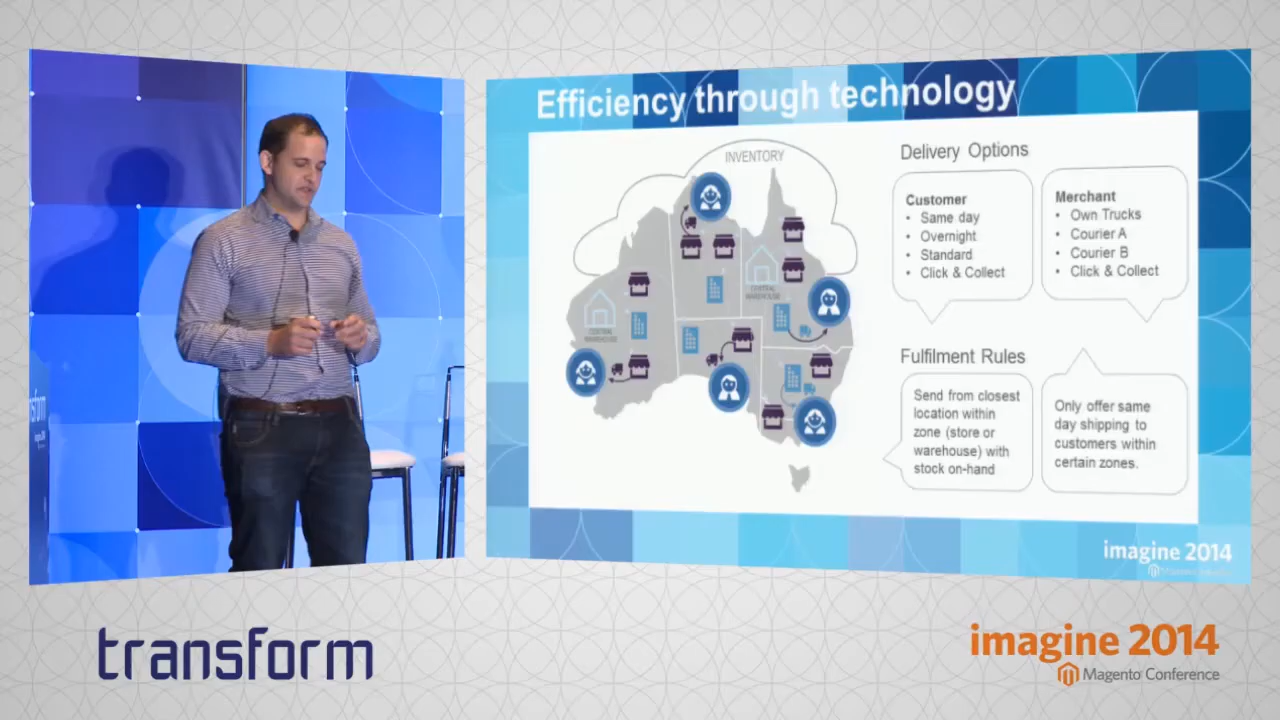 Efficiency through technology
INVENTORY
CENTRAL
WAREHOUSE
CENTRAL
WAREHOUSE
Delivery Options
Customer
• Same day
• Overnight
• Standard
• Click & Collect
Merchant
• Own Trucks
• Courier A
• Courier B
• Click & Collect
Fulfilment Rules
Send from closest
location within
zone (store or
warehouse) with
stock on-hand
Only offer same
day shipping to
customers within
certain zones.
imagine 2014
transform
imagine 2014
Magento Conference